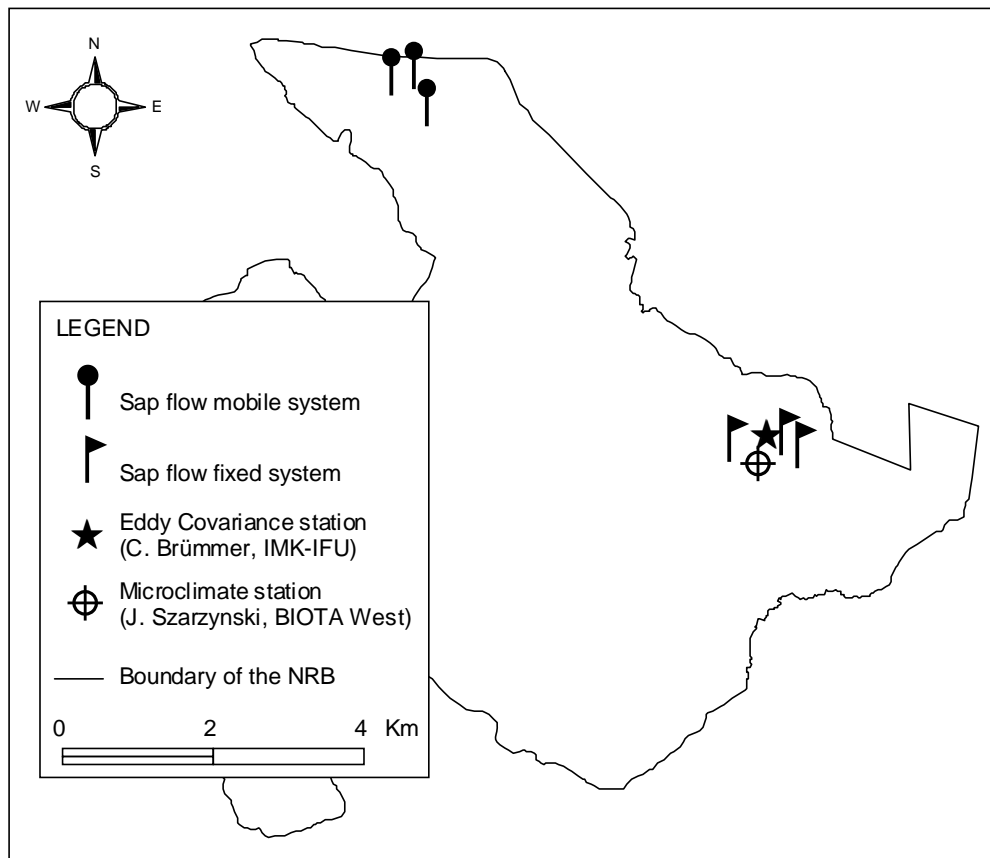 N
W E
S
LEGEND
Sap flow mobile system
Sap flow fixed system
Eddy Covariance station
(C. Brümmer, IMK-IFU)
Microclimate station
(J. Szarzynski, BIOTA West)
Boundary of the NRB
0 2 4 Km